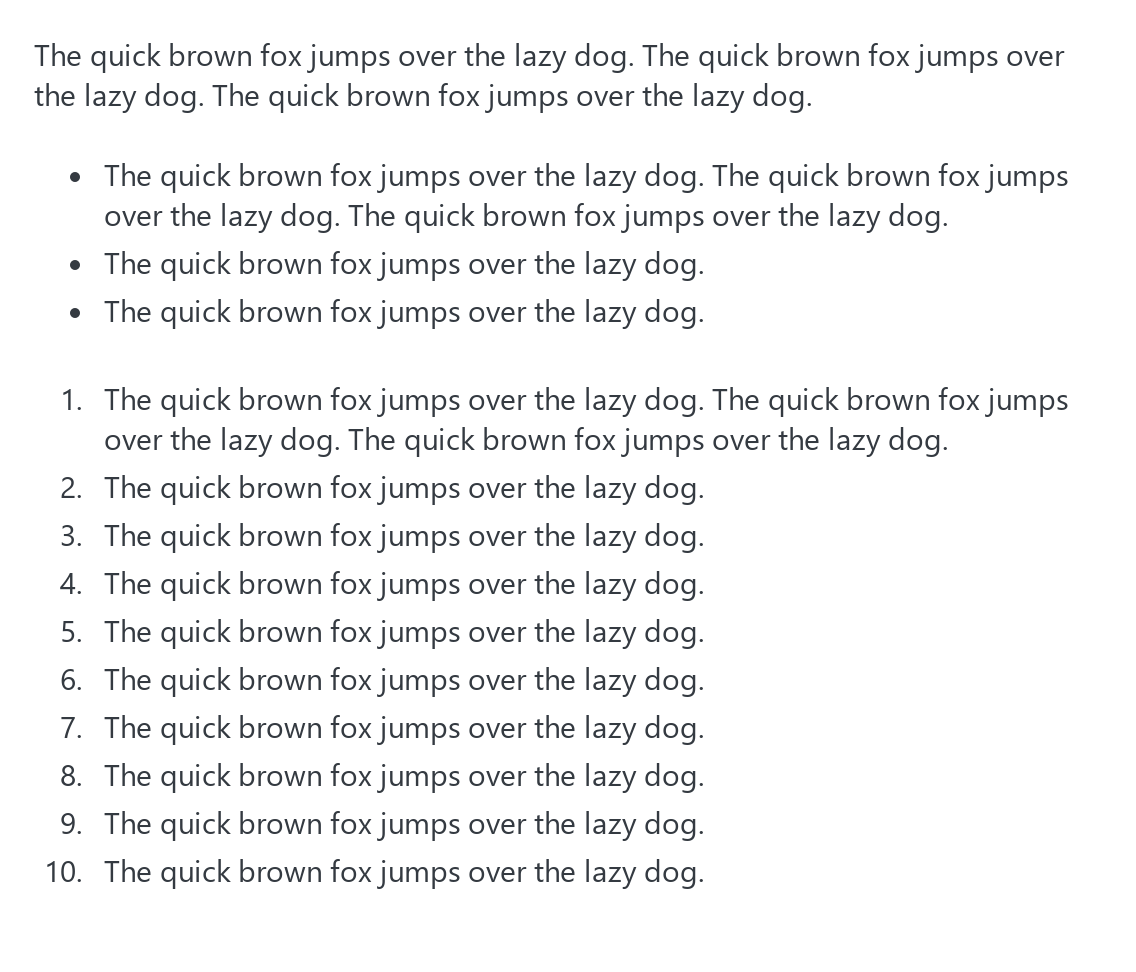 The quick brown fox jumps over the lazy dog. The quick brown fox jumps over
the lazy dog. The quick brown fox jumps over the lazy dog.
• The quick brown fox jumps over the lazy dog. The quick brown fox jumps
over the lazy dog. The quick brown fox jumps over the lazy dog.
• The quick brown fox jumps over the lazy dog.
• The quick brown fox jumps over the lazy dog.
1. The quick brown fox jumps over the lazy dog. The quick brown fox jumps
over the lazy dog. The quick brown fox jumps over the lazy dog.
2. The quick brown fox jumps over the lazy dog.
3. The quick brown fox jumps over the lazy dog.
4. The quick brown fox jumps over the lazy dog.
5. The quick brown fox jumps over the lazy dog.
6. The quick brown fox jumps over the lazy dog.
7. The quick brown fox jumps over the lazy dog.
8. The quick brown fox jumps over the lazy dog.
9. The quick brown fox jumps over the lazy dog.
10. The quick brown fox jumps over the lazy dog.